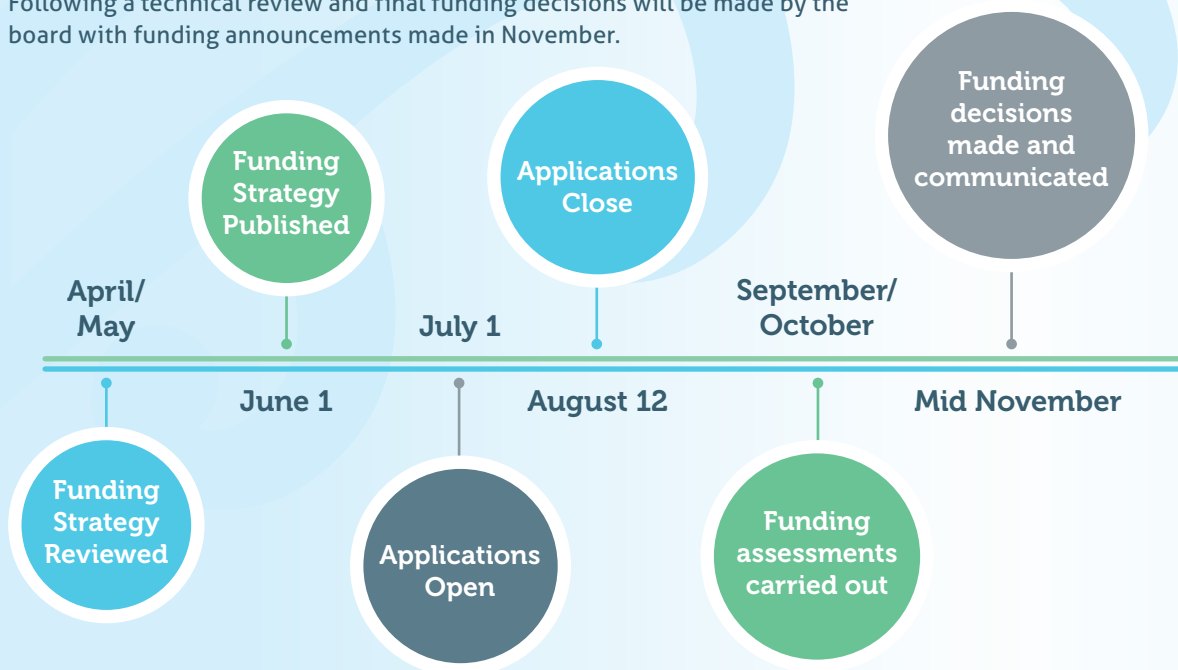 Following a technical review and final funding decisions will be made by the
board with funding announcements made in November.
Funding
Strategy
Published
Applications
Close
Funding
decisions
made and
communicated
April/
May
July 1
September/
October
June 1
August 12
Mid November
Funding
Strategy
Reviewed
Applications
Open
Funding
assessments
carried out